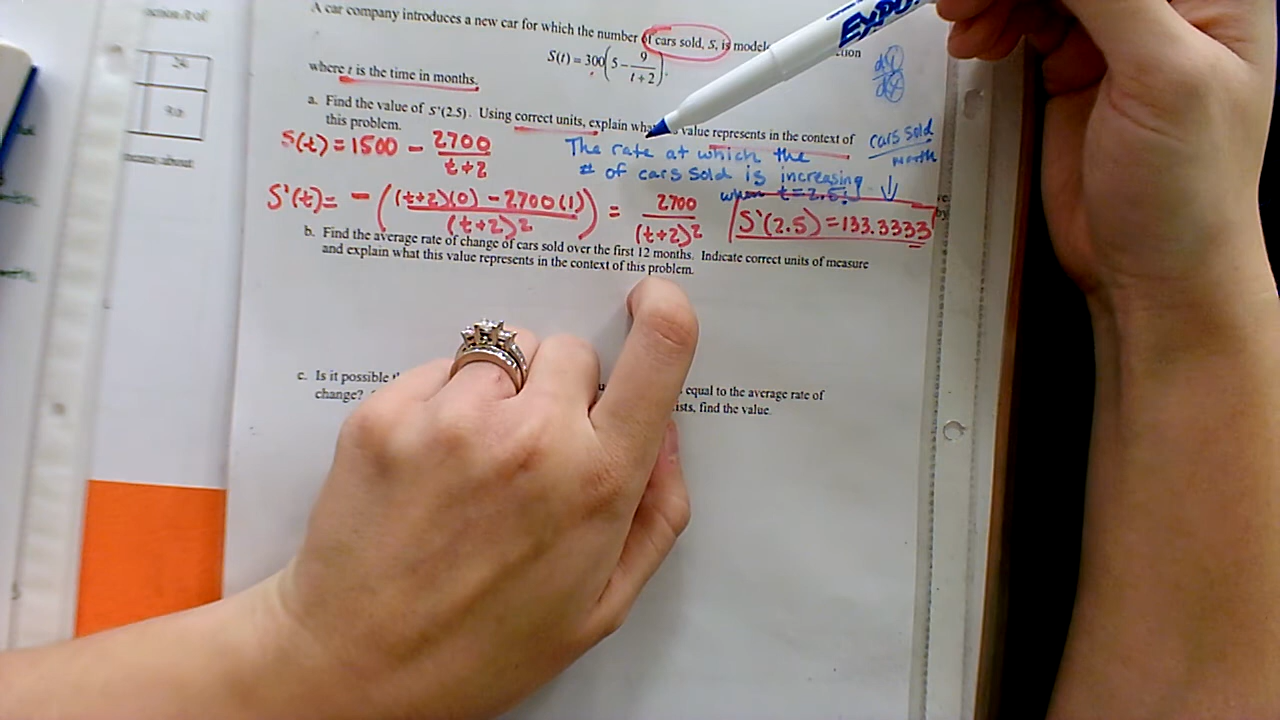 A car company introduces a new car for which the number of cars sold, S, is
S(t) = 300(5 - 9/(t+2)).
where t is the time in months.
a. Find the value of S'(2.5). Using correct units, explain value represents in the context of
this problem.
S(t) = 1500 - 2700/(t+2)
The rate at which the
# of cars sold is increasing
when t=2.5!
cars sold
month
S'(t) = -(((t+2)(0) - 2700(1))/(t+2)²) = 2700/(t+2)²
S'(2.5) = 133.3333
b. Find the average rate of change of cars sold over the first 12 months. Indicate correct units of measure
and explain what this value represents in the context of this problem.
c. Is it possible equal to the average rate of
change? find the value.
EXPO
means about